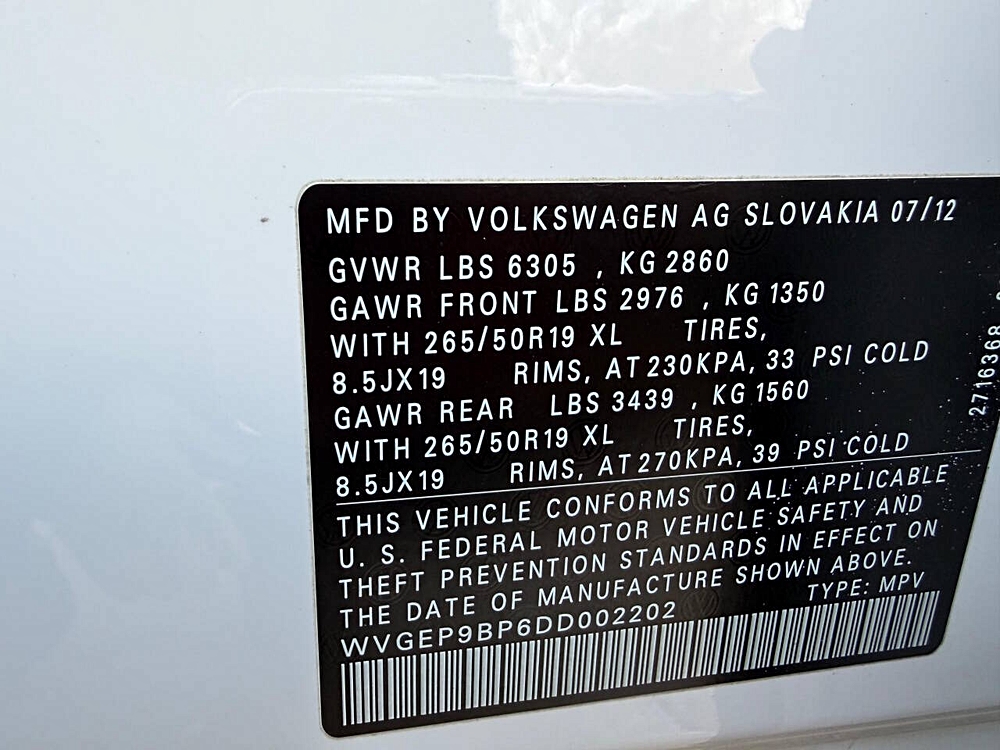 MFD BY VOLKSWAGEN AG SLOVAKIA 07/12
GVWR LBS 6305 , KG 2860
GAWR FRONT LBS 2976 , KG 1350
WITH 265/50R19 XL TIRES,
8.5JX19 RIMS, AT 230KPA, 33 PSI COLD
GAWR REAR LBS 3439 , KG 1560
WITH 265/50R19 XL TIRES,
8.5JX19 RIMS, AT 270KPA, 39 PSI COLD
THIS VEHICLE CONFORMS TO ALL APPLICABLE
U. S. FEDERAL MOTOR VEHICLE SAFETY AND
THEFT PREVENTION STANDARDS IN EFFECT ON
THE DATE OF MANUFACTURE SHOWN ABOVE.
WVGEP9BP6DD002202 TYPE: MPV
2716368